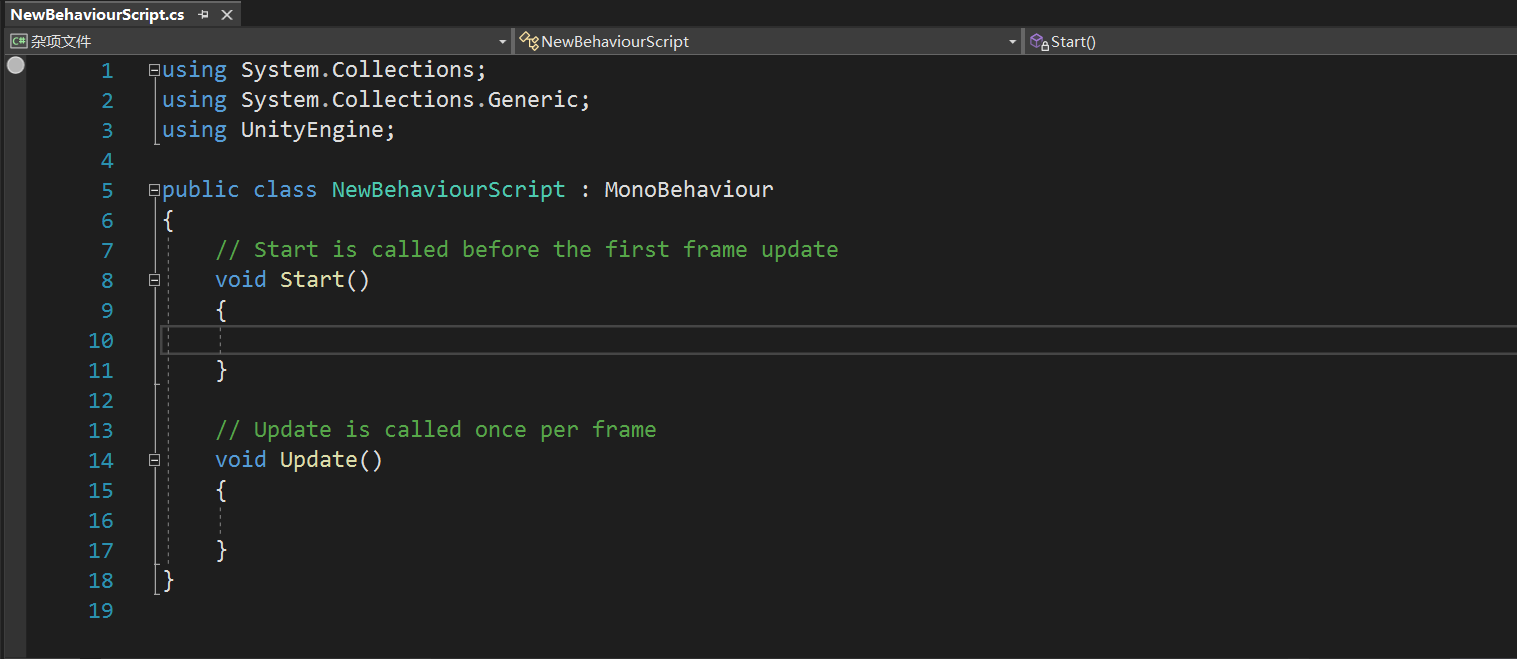 NewBehaviourScript.cs
C# 杂项文件 NewBehaviourScript Start()
1 using System.Collections;
2 using System.Collections.Generic;
3 using UnityEngine;
4
5 public class NewBehaviourScript : MonoBehaviour
6 {
7 // Start is called before the first frame update
8 void Start()
9 {
10
11 }
12
13 // Update is called once per frame
14 void Update()
15 {
16
17 }
18 }
19